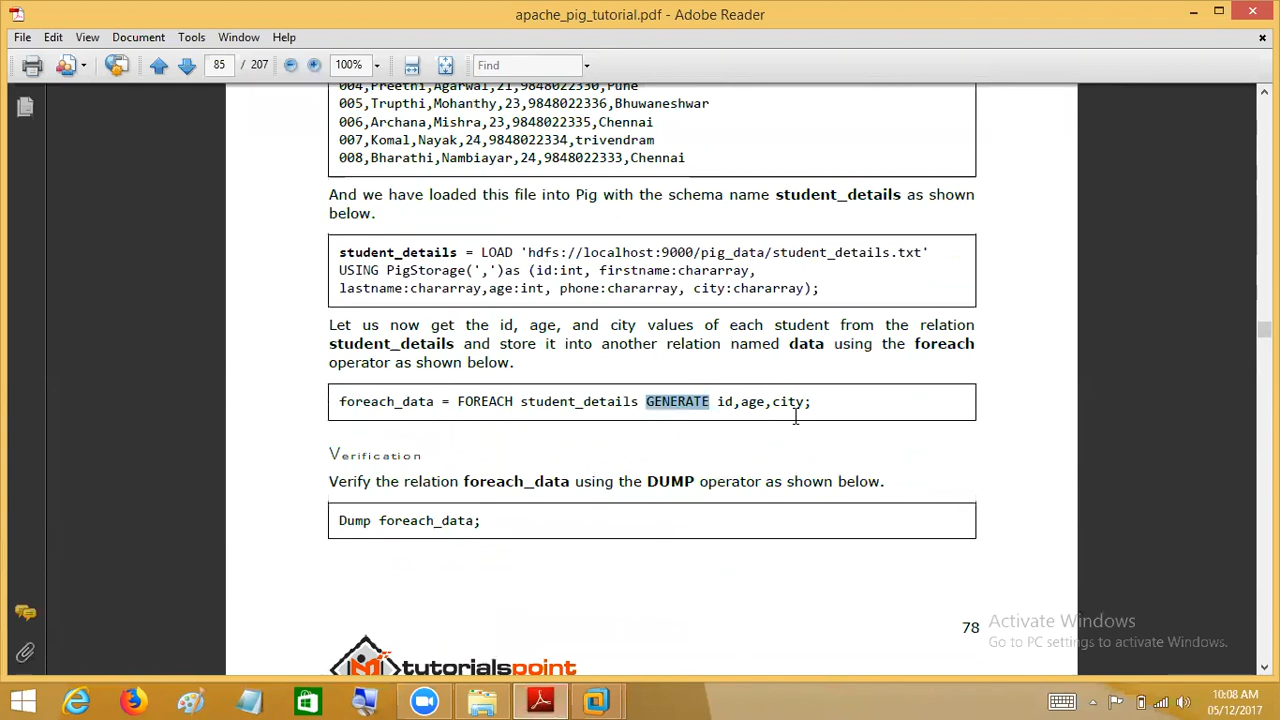 apache_pig_tutorial.pdf - Adobe Reader
File Edit View Document Tools Window Help
85 / 207 100% Find
004,Preethi,Agarwal,21,9848022330,Pune
005,Trupthi,Mohanthy,23,9848022336,Bhuwaneshwar
006,Archana,Mishra,23,9848022335,Chennai
007,Komal,Nayak,24,9848022334,trivendram
008,Bharathi,Nambiayar,24,9848022333,Chennai
And we have loaded this file into Pig with the schema name student_details as shown
below.
student_details = LOAD 'hdfs://localhost:9000/pig_data/student_details.txt'
USING PigStorage(',')as (id:int, firstname:chararray,
lastname:chararray,age:int, phone:chararray, city:chararray);
Let us now get the id, age, and city values of each student from the relation
student_details and store it into another relation named data using the foreach
operator as shown below.
foreach_data = FOREACH student_details GENERATE id,age,city;
Verification
Verify the relation foreach_data using the DUMP operator as shown below.
Dump foreach_data;
78
Activate Windows
Go to PC settings to activate Windows.
tutorialspoint
10:08 AM
05/12/2017